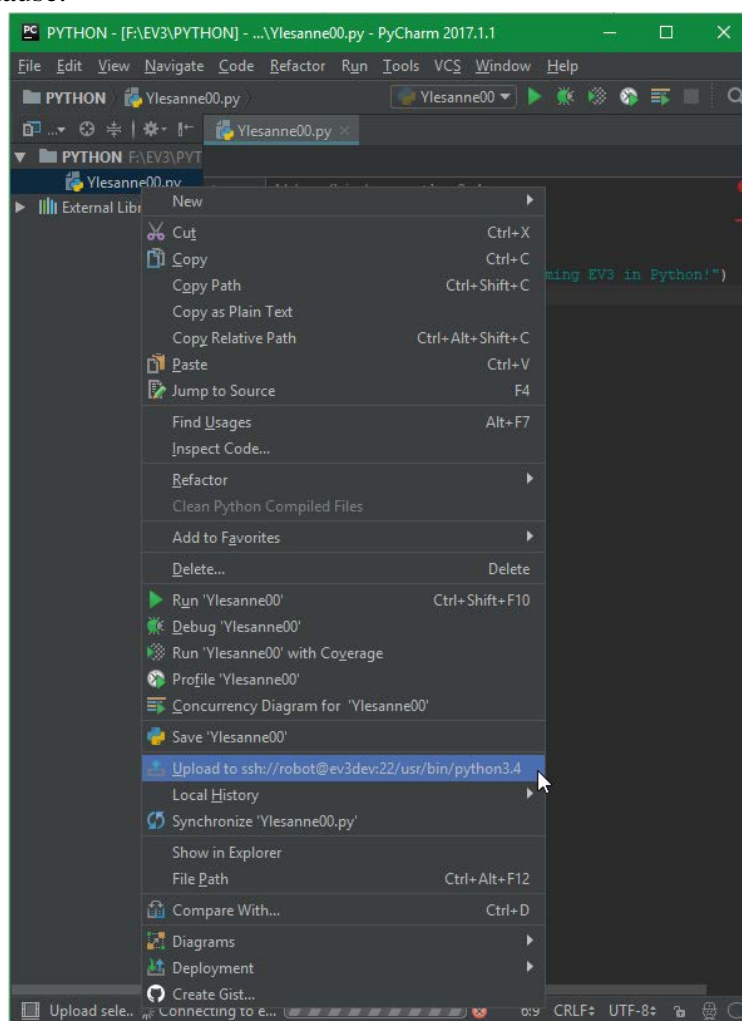 PC PYTHON - [F:\EV3\PYTHON] - ...\Ylesanne00.py - PyCharm 2017.1.1
File Edit View Navigate Code Refactor Run Tools VCS Window Help
PYTHON Ylesanne00.py Ylesanne00
Ylesanne00.py
PYTHON F:\EV3\PYT
Ylesanne00.py
External Libr
New
Cut Ctrl+X
Copy Ctrl+C
ming EV3 in Python!")
Copy Path Ctrl+Shift+C
Copy as Plain Text
Copy Relative Path Ctrl+Alt+Shift+C
Paste Ctrl+V
Jump to Source F4
Find Usages Alt+F7
Inspect Code...
Refactor
Clean Python Compiled Files
Add to Favorites
Delete... Delete
Run 'Ylesanne00' Ctrl+Shift+F10
Debug 'Ylesanne00'
Run 'Ylesanne00' with Coverage
Profile 'Ylesanne00'
Concurrency Diagram for 'Ylesanne00'
Save 'Ylesanne00'
Upload to ssh://robot@ev3dev:22/usr/bin/python3.4
Local History
Synchronize 'Ylesanne00.py'
Show in Explorer
File Path Ctrl+Alt+F12
Compare With... Ctrl+D
Diagrams
Deployment
Create Gist...
Upload sele.. Connecting to e... 6:9 CRLF UTF-8